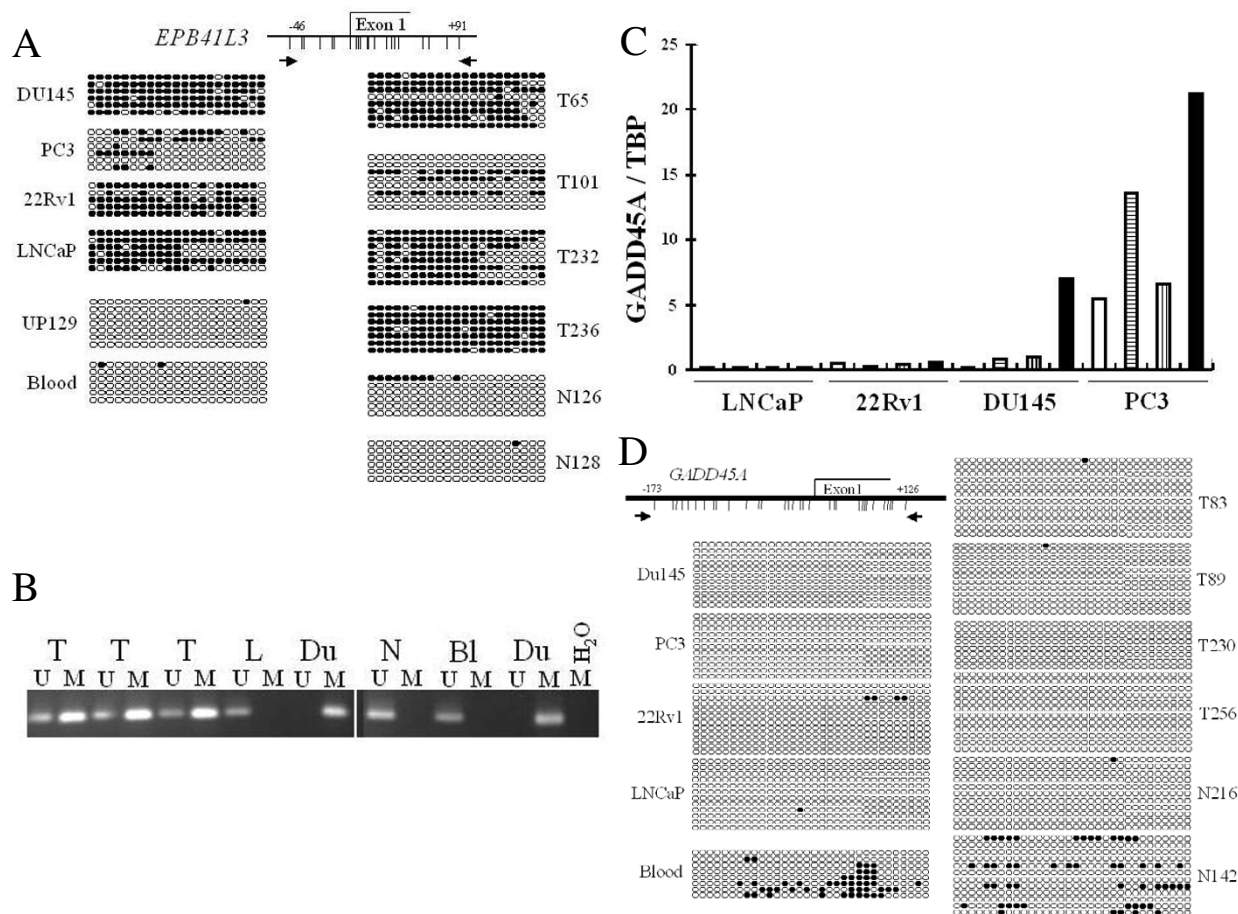 A
EPB41L3
-46
Exon 1
+91
DU145
PC3
22Rv1
LNCaP
UP129
Blood
T65
T101
T232
T236
N126
N128
B
T T T L Du N Bl Du H2O
U M U M U M U M U M U M U M U M M
C
GADD45A / TBP
25
20
15
10
5
0
LNCaP 22Rv1 DU145 PC3
D
GADD45A
-173
Exon1
+126
Du145
PC3
22Rv1
LNCaP
Blood
T83
T89
T230
T256
N216
N142